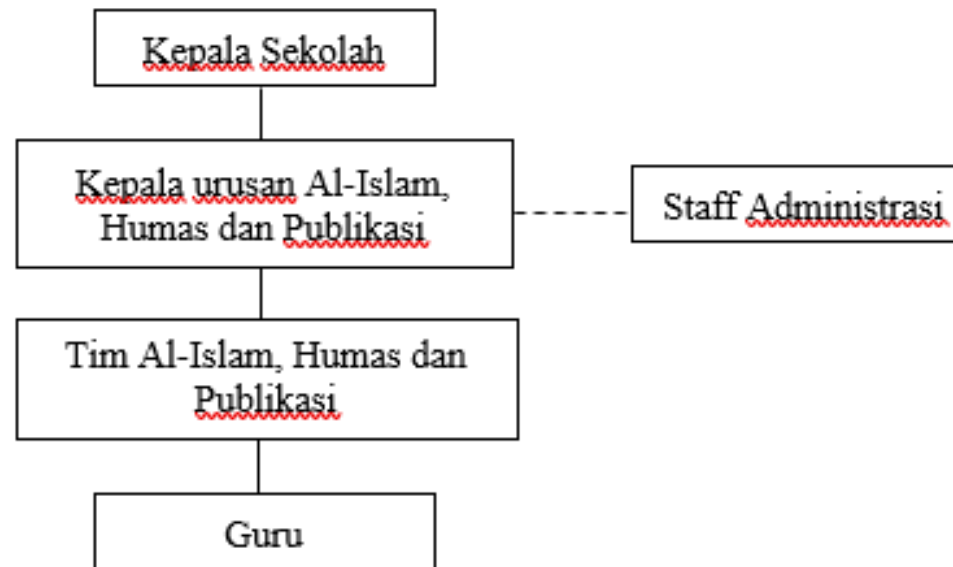 Kepala Sekolah
Kepala urusan Al-Islam,
Humas dan Publikasi
Staff Administrasi
Tim Al-Islam, Humas dan
Publikasi
Guru